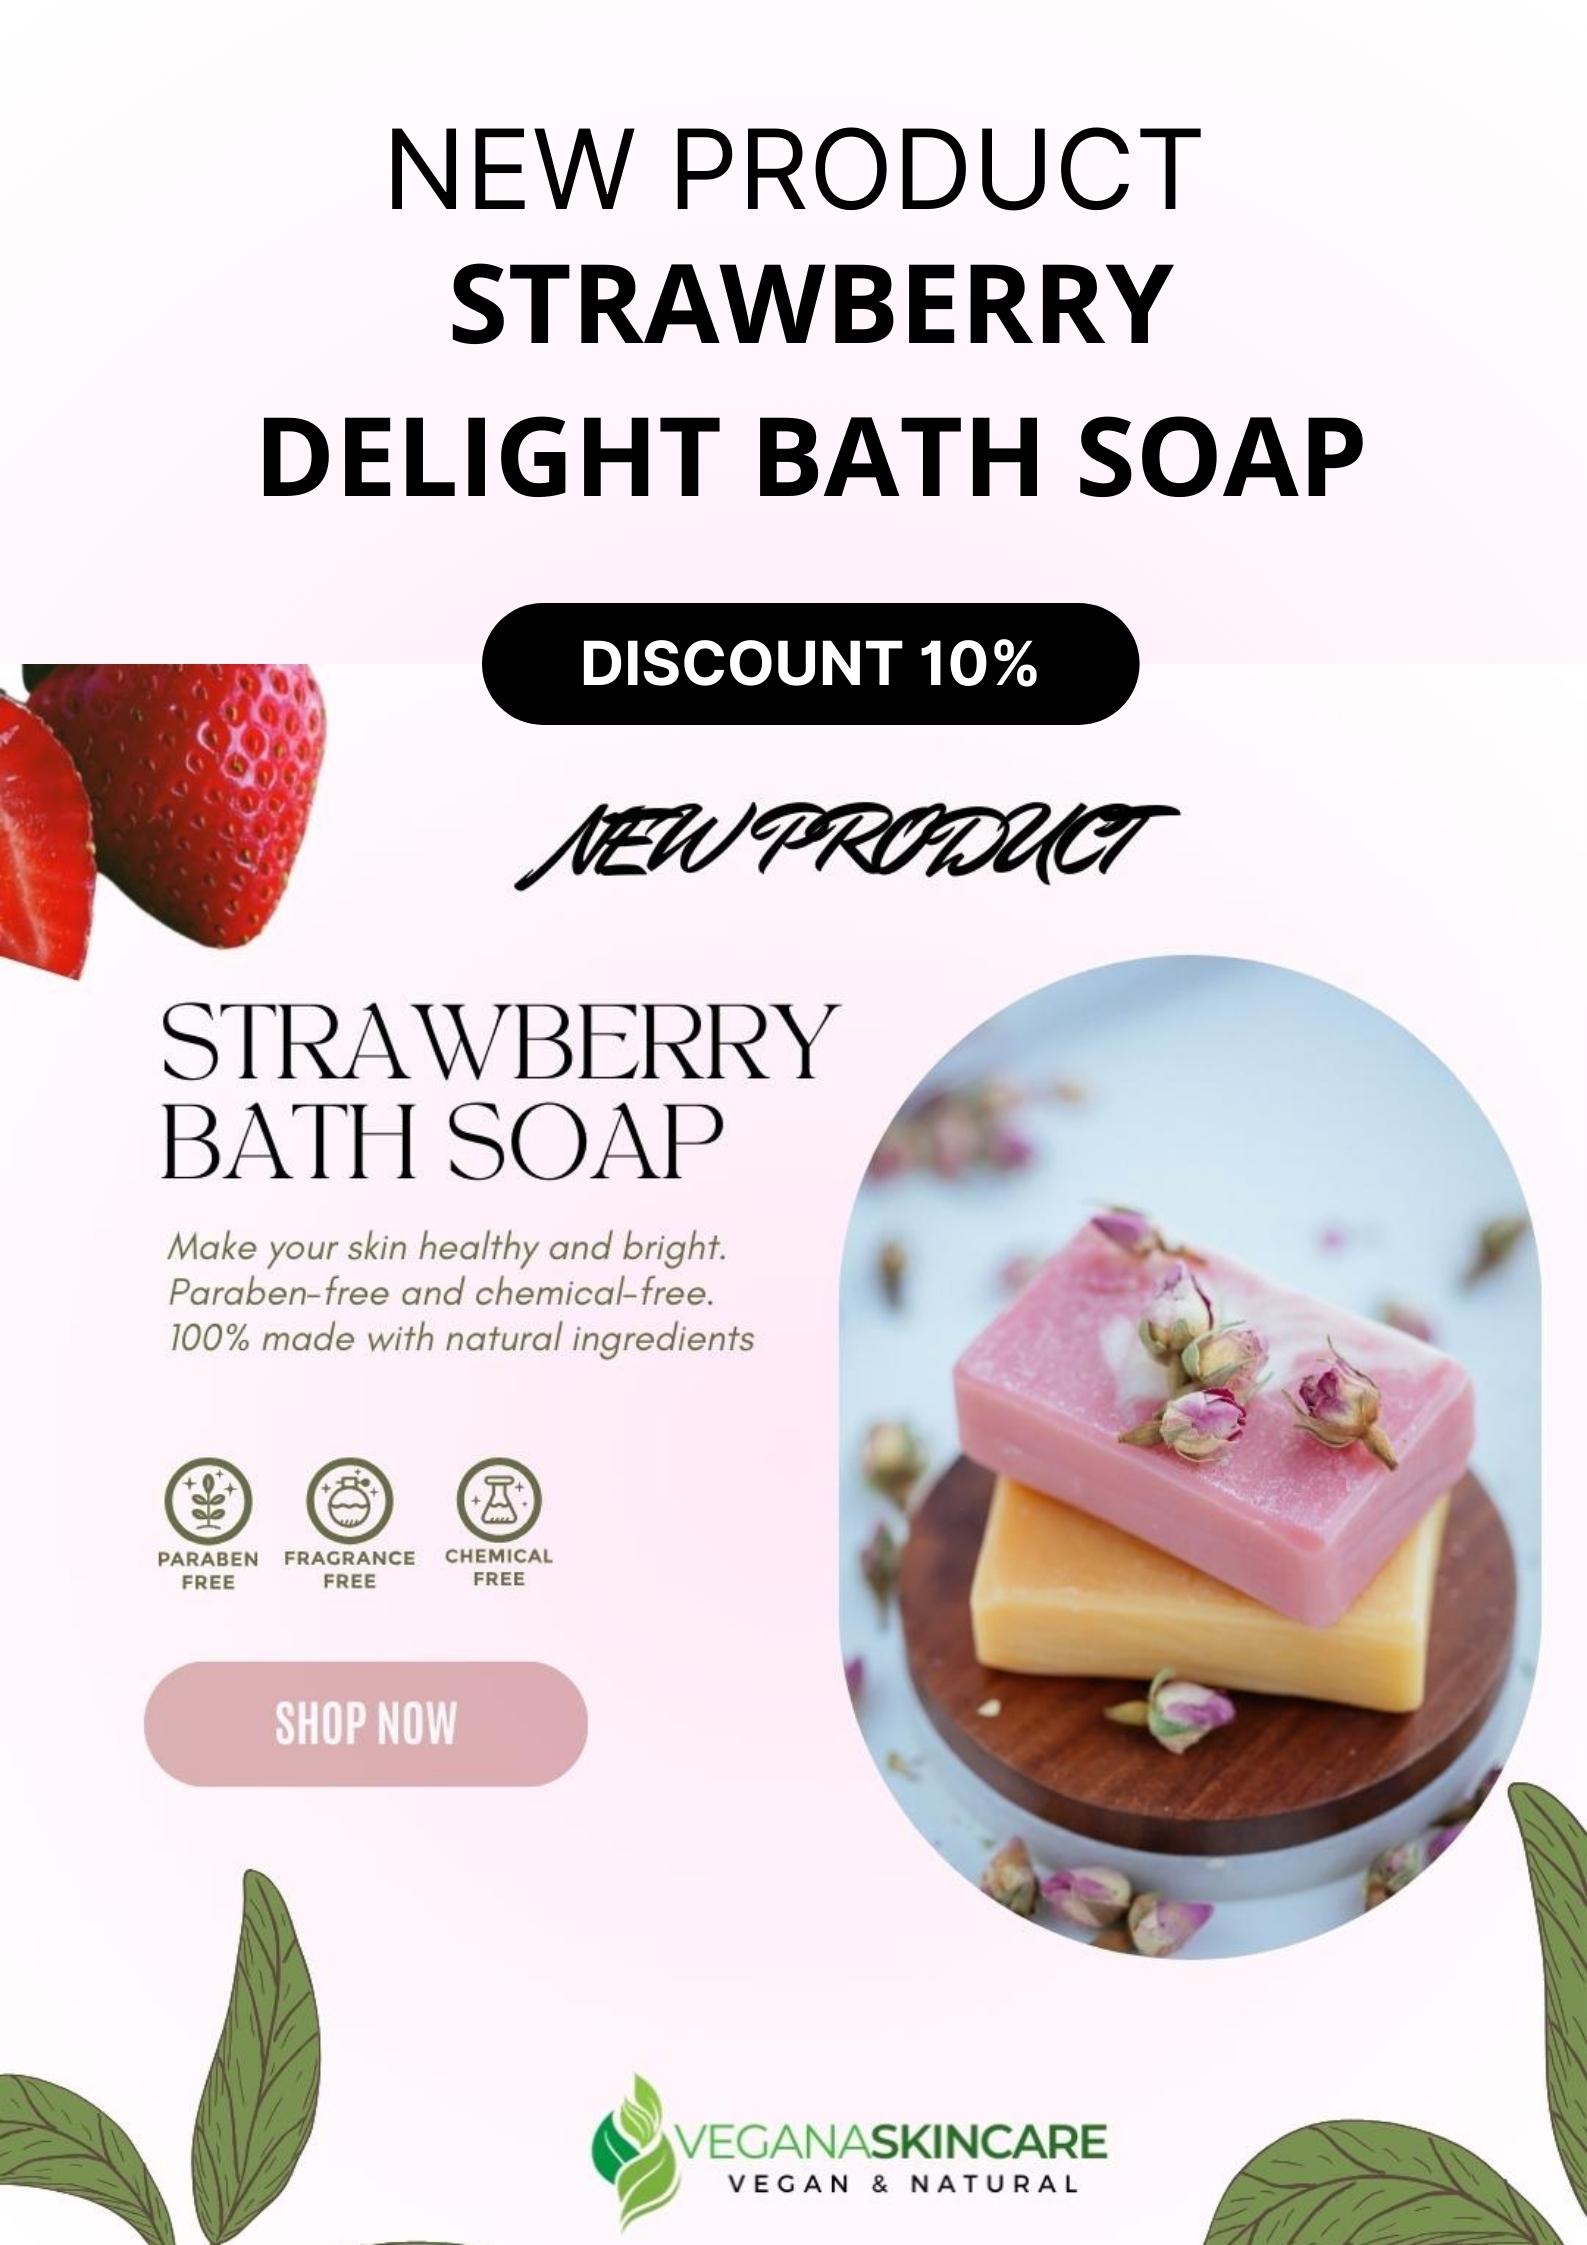 NEW PRODUCT
STRAWBERRY
DELIGHT BATH SOAP
DISCOUNT 10%
NEW PRODUCT
STRAWBERRY
BATH SOAP
Make your skin healthy and bright.
Paraben-free and chemical-free.
100% made with natural ingredients
PARABEN
FREE
FRAGRANCE
FREE
CHEMICAL
FREE
SHOP NOW
VEGANASKINCARE
VEGAN & NATURAL